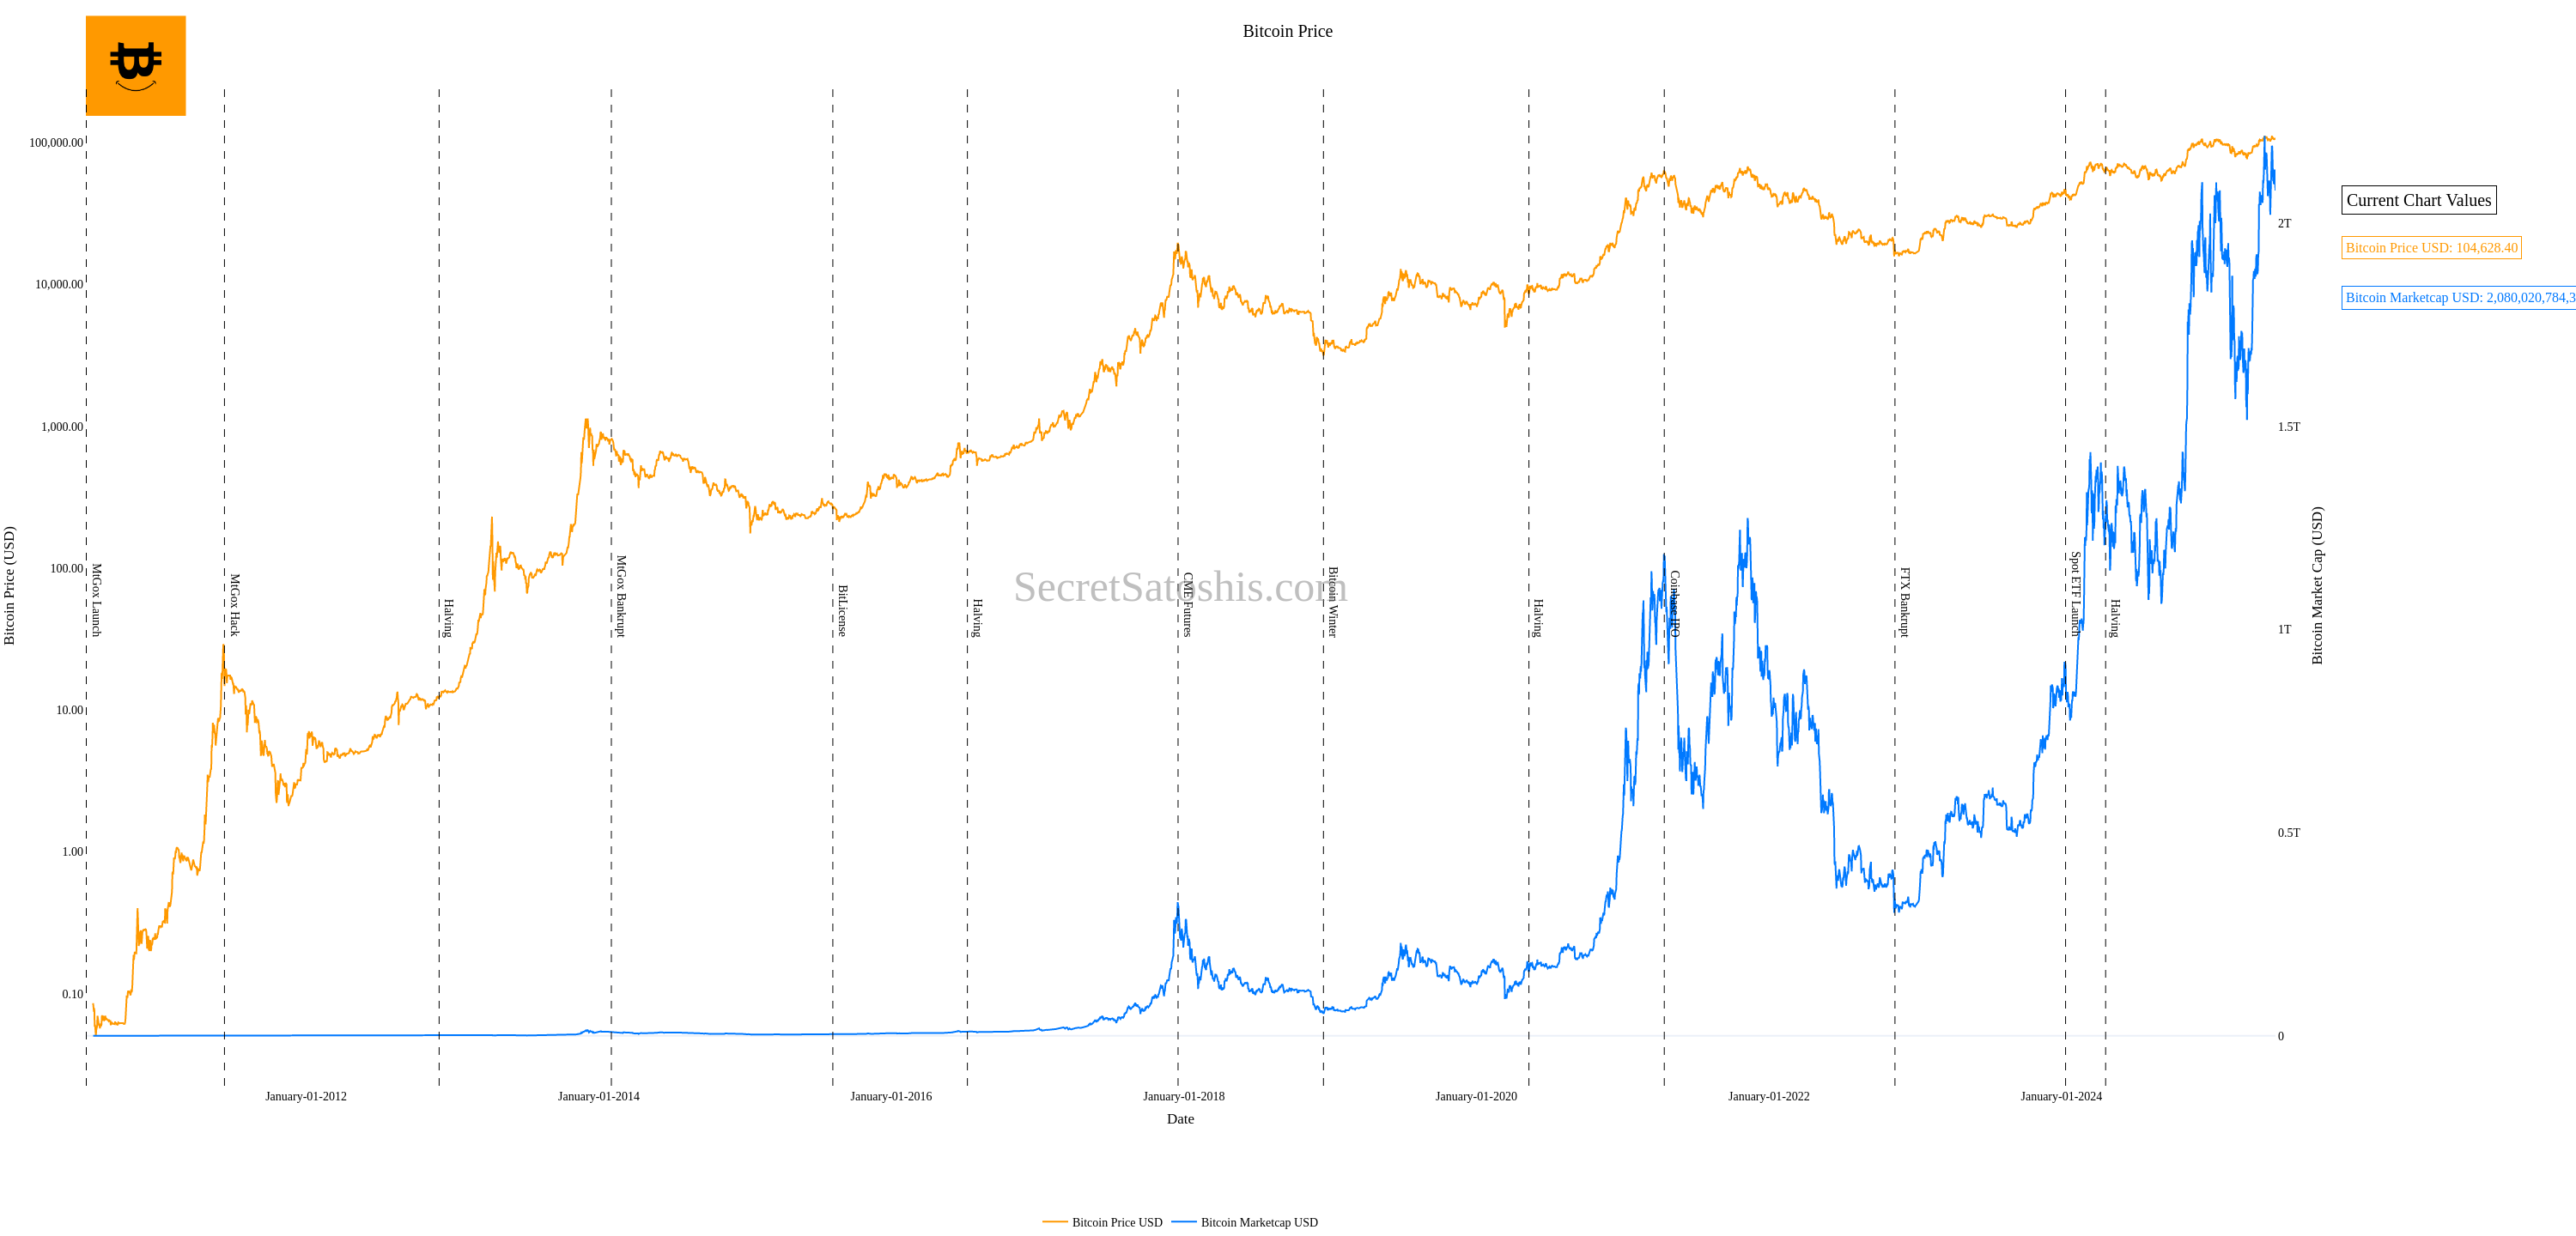 Bitcoin Price
100,000.00
10,000.00
1,000.00
100.00
10.00
1.00
0.10
Bitcoin Price (USD)
MtGox Launch
MtGox Hack
Halving
MtGox Bankrupt
BitLicense
Halving
CME Futures
Bitcoin Winter
Halving
Coinbase IPO
FTX Bankrupt
Spot ETF Launch
Halving
SecretSatoshis.com
2T
1.5T
1T
0.5T
0
Bitcoin Market Cap (USD)
Current Chart Values
Bitcoin Price USD: 104,628.40
Bitcoin Marketcap USD: 2,080,020,784,3
January-01-2012
January-01-2014
January-01-2016
January-01-2018
January-01-2020
January-01-2022
January-01-2024
Date
Bitcoin Price USD
Bitcoin Marketcap USD